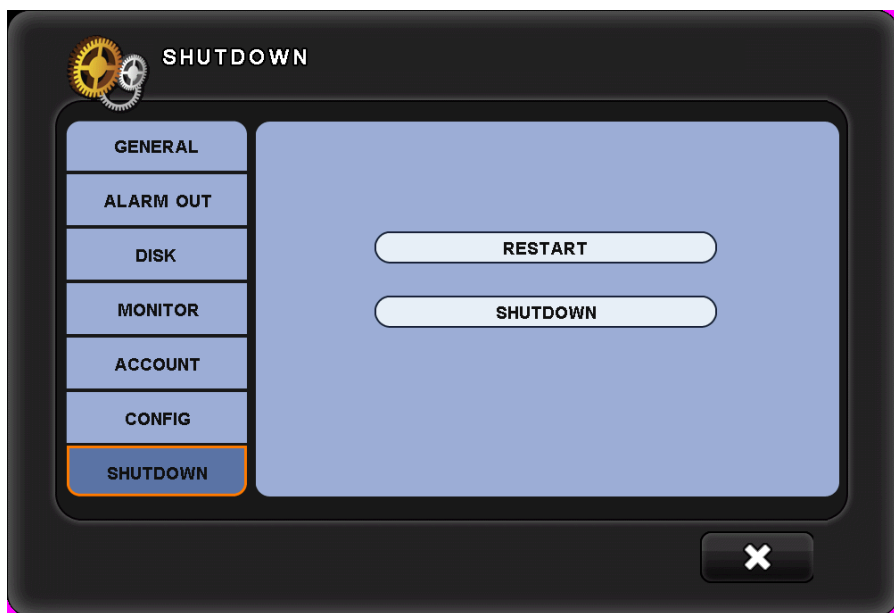 SHUTDOWN
GENERAL
ALARM OUT
DISK
MONITOR
ACCOUNT
CONFIG
SHUTDOWN
RESTART
SHUTDOWN